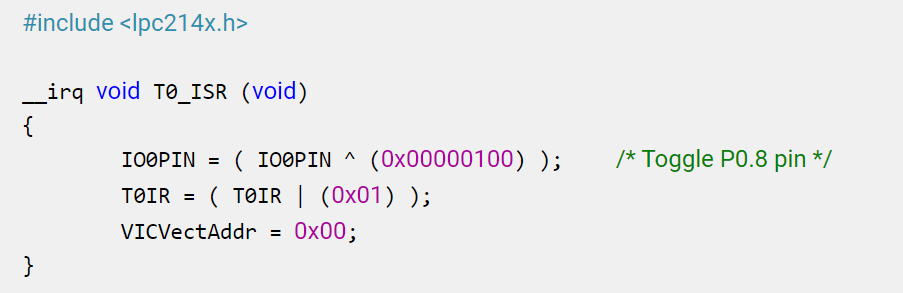 #include <lpc214x.h>
__irq void T0_ISR (void)
{
IO0PIN = ( IO0PIN ^ (0x00000100) ); /* Toggle P0.8 pin */
T0IR = ( T0IR | (0x01) );
VICVectAddr = 0x00;
}